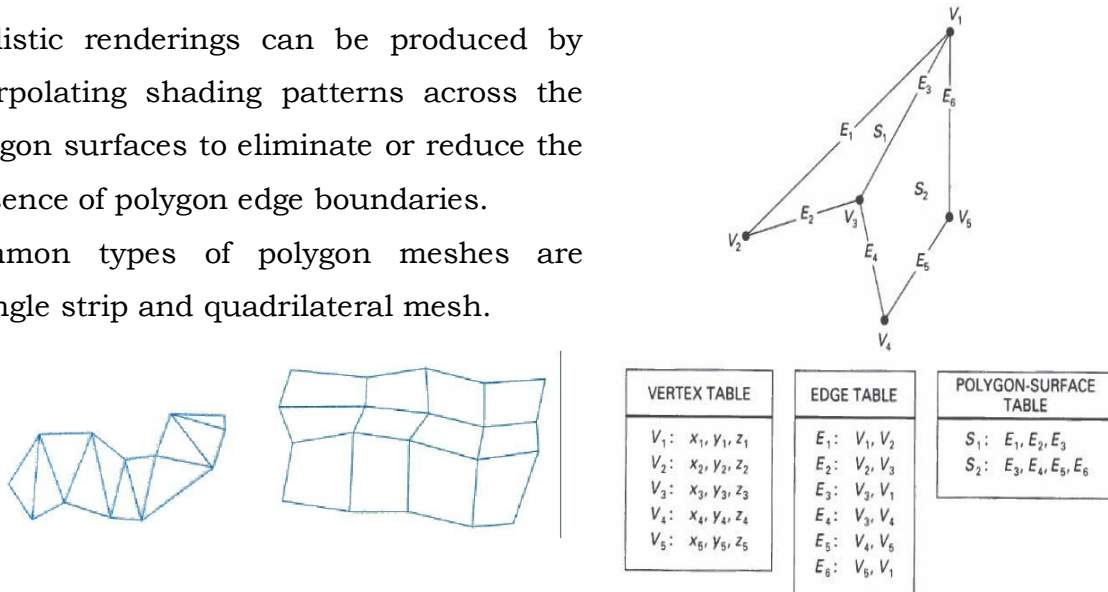 listic renderings can be produced by
rpolating shading patterns across the
gon surfaces to eliminate or reduce the
sence of polygon edge boundaries.
mmon types of polygon meshes are
ngle strip and quadrilateral mesh.
V1
E3
E6
E1 S1
S2
E2
V3
V5
V2
E4
E5
V4
VERTEX TABLE
V1: x1, y1, z1
V2: x2, y2, z2
V3: x3, y3, z3
V4: x4, y4, z4
V5: x5, y5, z5
EDGE TABLE
E1: V1, V2
E2: V2, V3
E3: V3, V1
E4: V3, V4
E5: V4, V5
E6: V5, V1
POLYGON-SURFACE
TABLE
S1: E1, E2, E3
S2: E3, E4, E5, E6